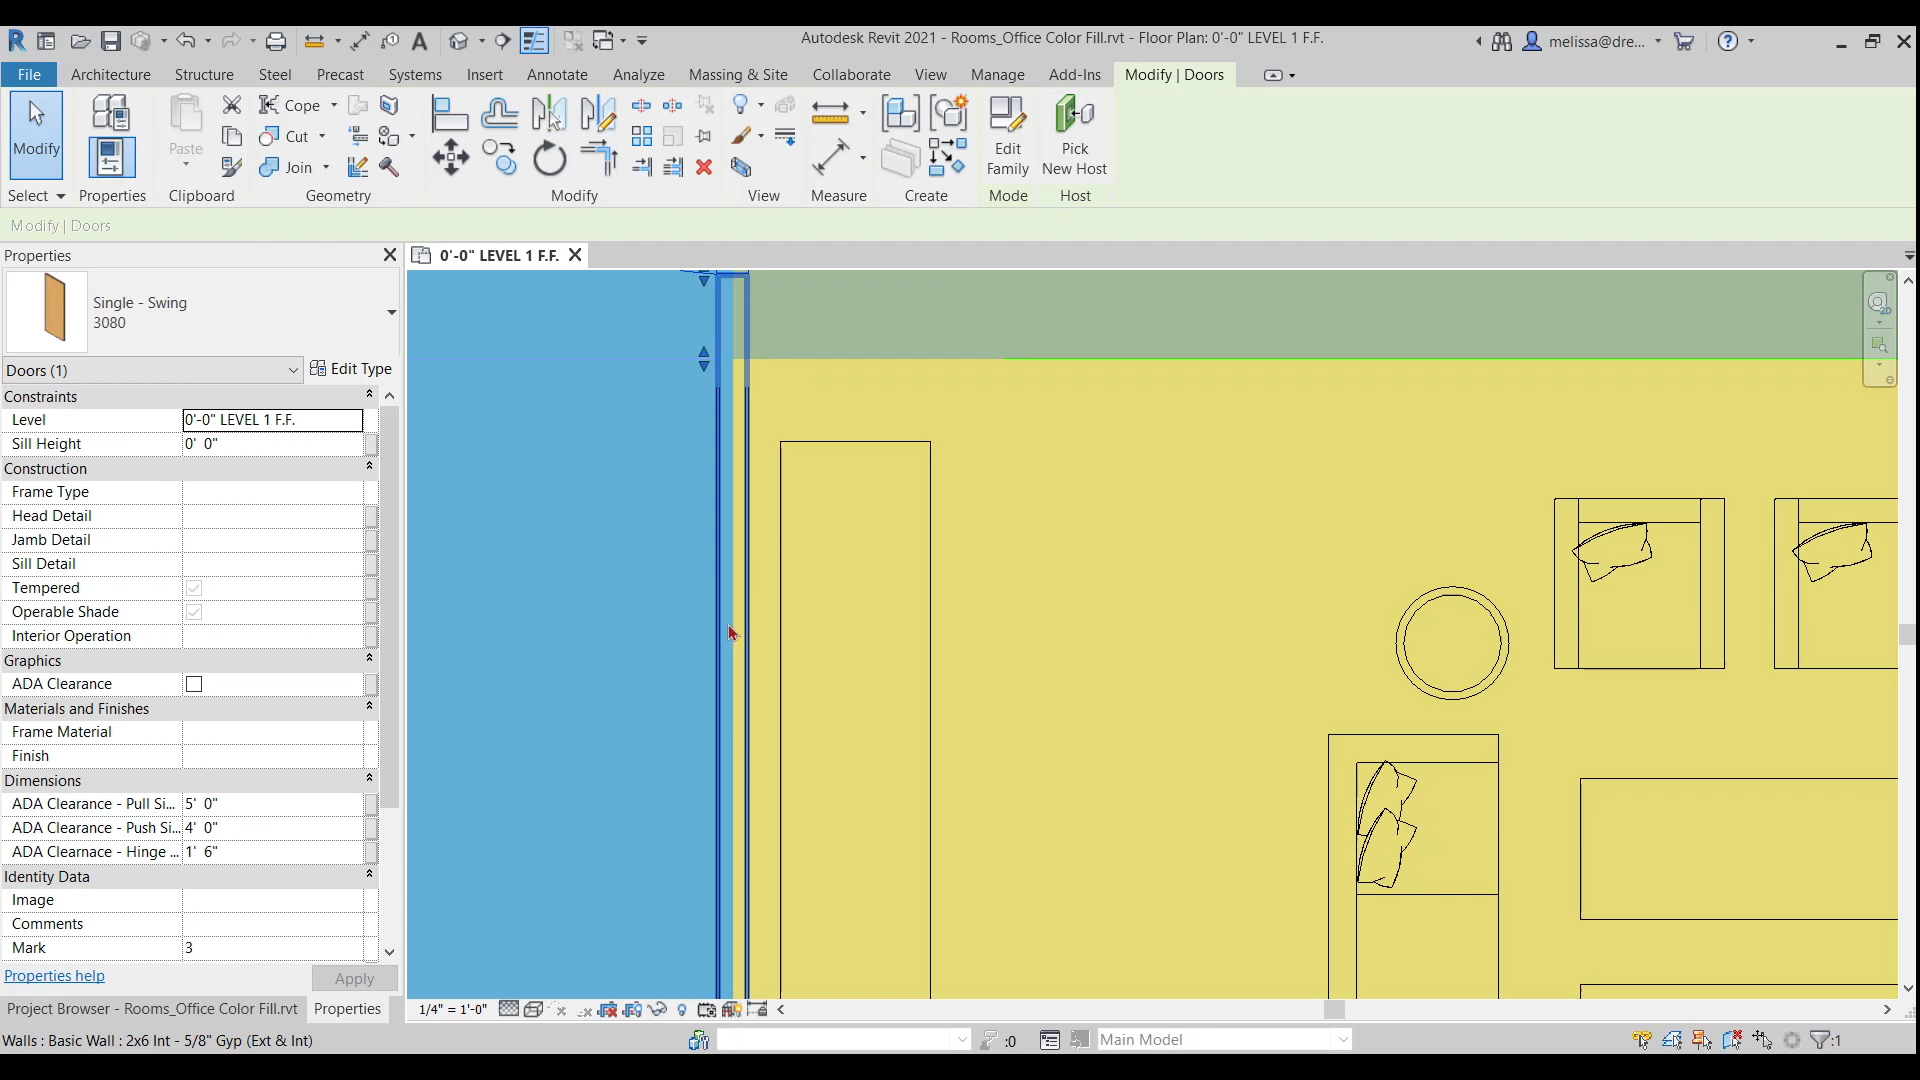 Autodesk Revit 2021 - Rooms_Office Color Fill.rvt - Floor Plan: 0'-0" LEVEL 1 F.F.
melissa@dre...
File Architecture Structure Steel Precast Systems Insert Annotate Analyze Massing & Site Collaborate View Manage Add-Ins Modify | Doors
Modify
Paste
Cope
Cut
Join
Edit Family
Pick New Host
Select Properties Clipboard Geometry Modify View Measure Create Mode Host
Modify | Doors
Properties
0'-0" LEVEL 1 F.F.
Single - Swing
3080
Doors (1)
Edit Type
Constraints
Level 0'-0" LEVEL 1 F.F.
Sill Height 0' 0"
Construction
Frame Type
Head Detail
Jamb Detail
Sill Detail
Tempered
Operable Shade
Interior Operation
Graphics
ADA Clearance
Materials and Finishes
Frame Material
Finish
Dimensions
ADA Clearance - Pull Si... 5' 0"
ADA Clearance - Push Si... 4' 0"
ADA Clearnace - Hinge ... 1' 6"
Identity Data
Image
Comments
Mark 3
Properties help
Apply
Project Browser - Rooms_Office Color Fill.rvt Properties
1/4" = 1'-0"
Walls : Basic Wall : 2x6 Int - 5/8" Gyp (Ext & Int)
:0
Main Model
:1
2D